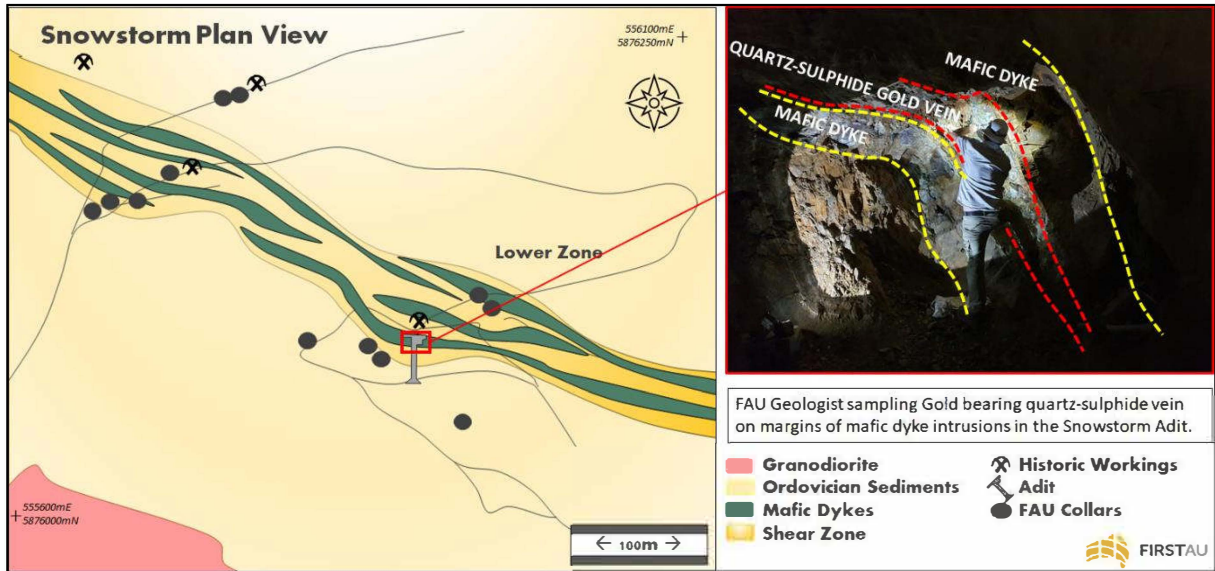 Snowstorm Plan View
556100mE
5876250mN
Lower Zone
555600mE
5876000mN
← 100m →
QUARTZ-SULPHIDE GOLD VEIN
MAFIC DYKE
MAFIC DYKE
FAU Geologist sampling Gold bearing quartz-sulphide vein
on margins of mafic dyke intrusions in the Snowstorm Adit.
Granodiorite
Ordovician Sediments
Mafic Dykes
Shear Zone
Historic Workings
Adit
FAU Collars
FIRSTAU